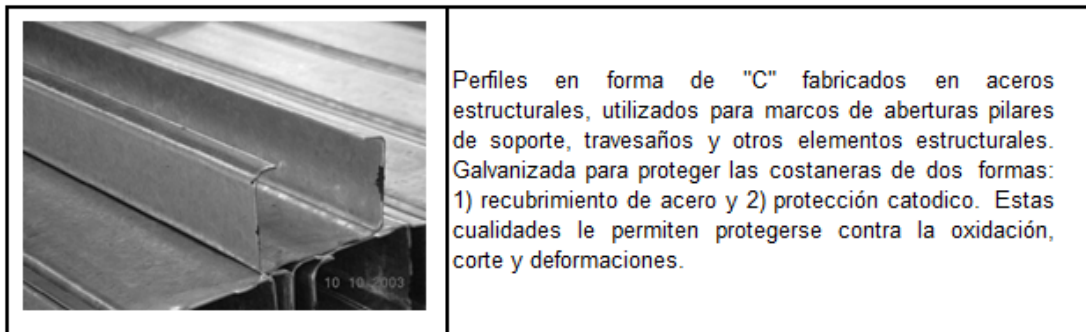 Perfiles en forma de "C" fabricados en aceros
estructurales, utilizados para marcos de aberturas pilares
de soporte, travesaños y otros elementos estructurales.
Galvanizada para proteger las costaneras de dos formas:
1) recubrimiento de acero y 2) protección catodico. Estas
cualidades le permiten protegerse contra la oxidación,
corte y deformaciones.
10 10 2003